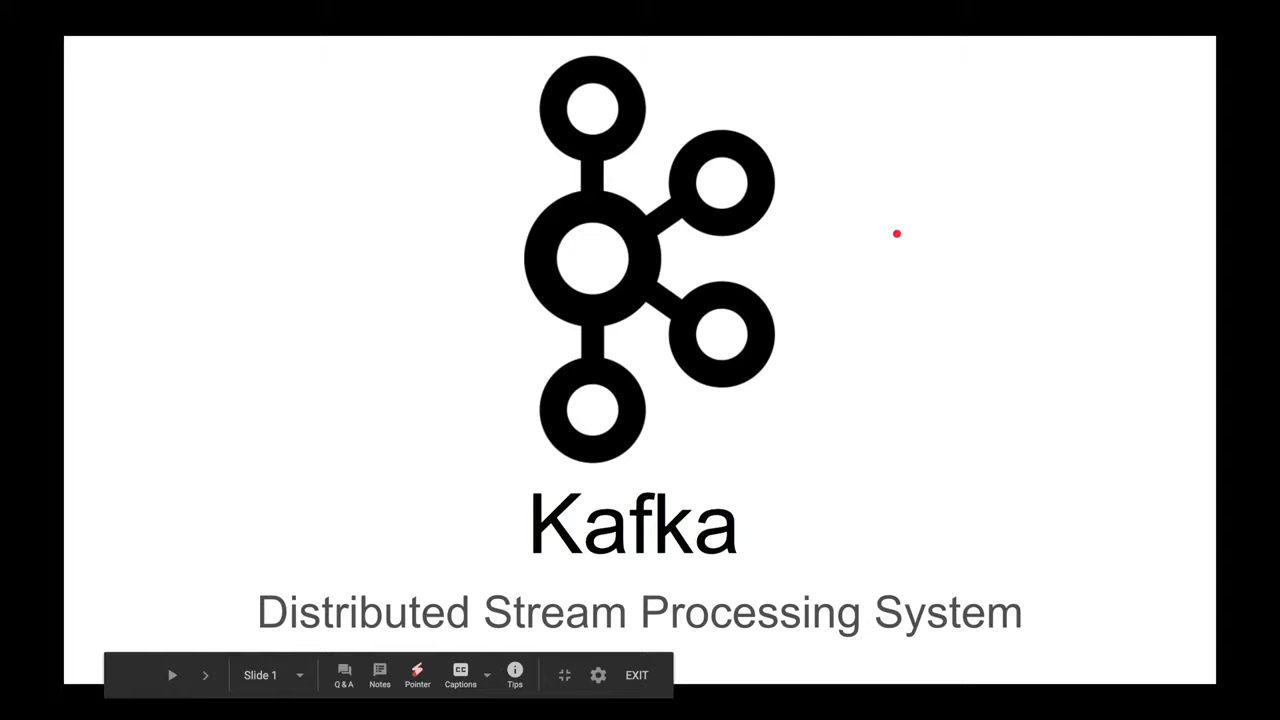 Kafka
Distributed Stream Processing System
Slide 1
Q & A
Notes
Pointer
CC
Captions
Tips
EXIT